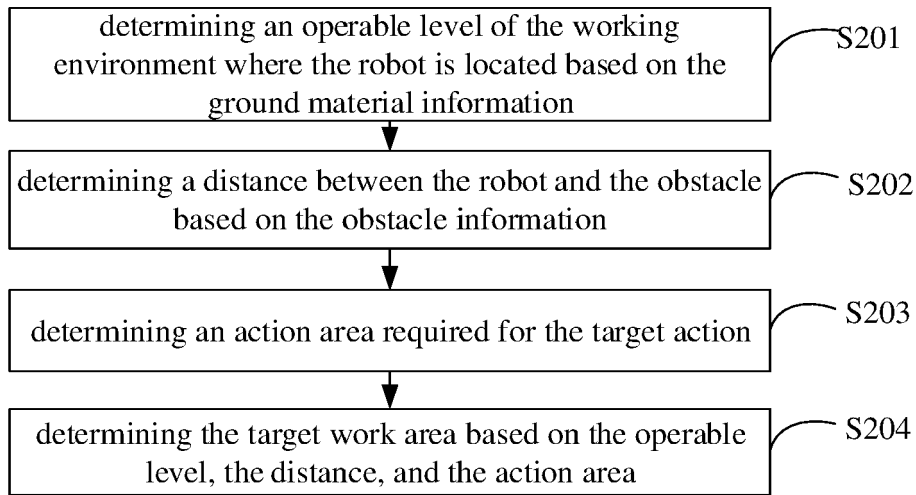 determining an operable level of the working
environment where the robot is located based on the
ground material information
S201
determining a distance between the robot and the obstacle
based on the obstacle information
S202
determining an action area required for the target action
S203
determining the target work area based on the operable
level, the distance, and the action area
S204